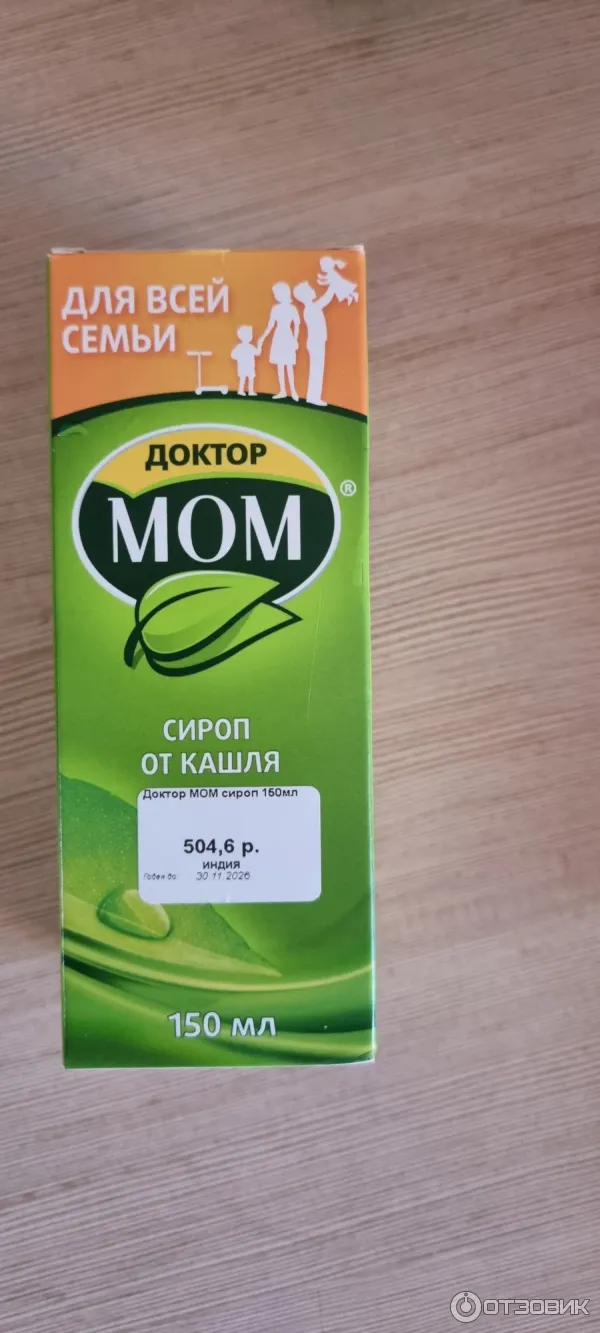 ДЛЯ ВСЕЙ
СЕМЬИ
ДОКТОР
МОМ®
СИРОП
ОТ КАШЛЯ
Доктор МОМ сироп 150мл
504,6 р.
ИНДИЯ
Годен до: 30.11.2026
150 мл
ОТЗОВИК